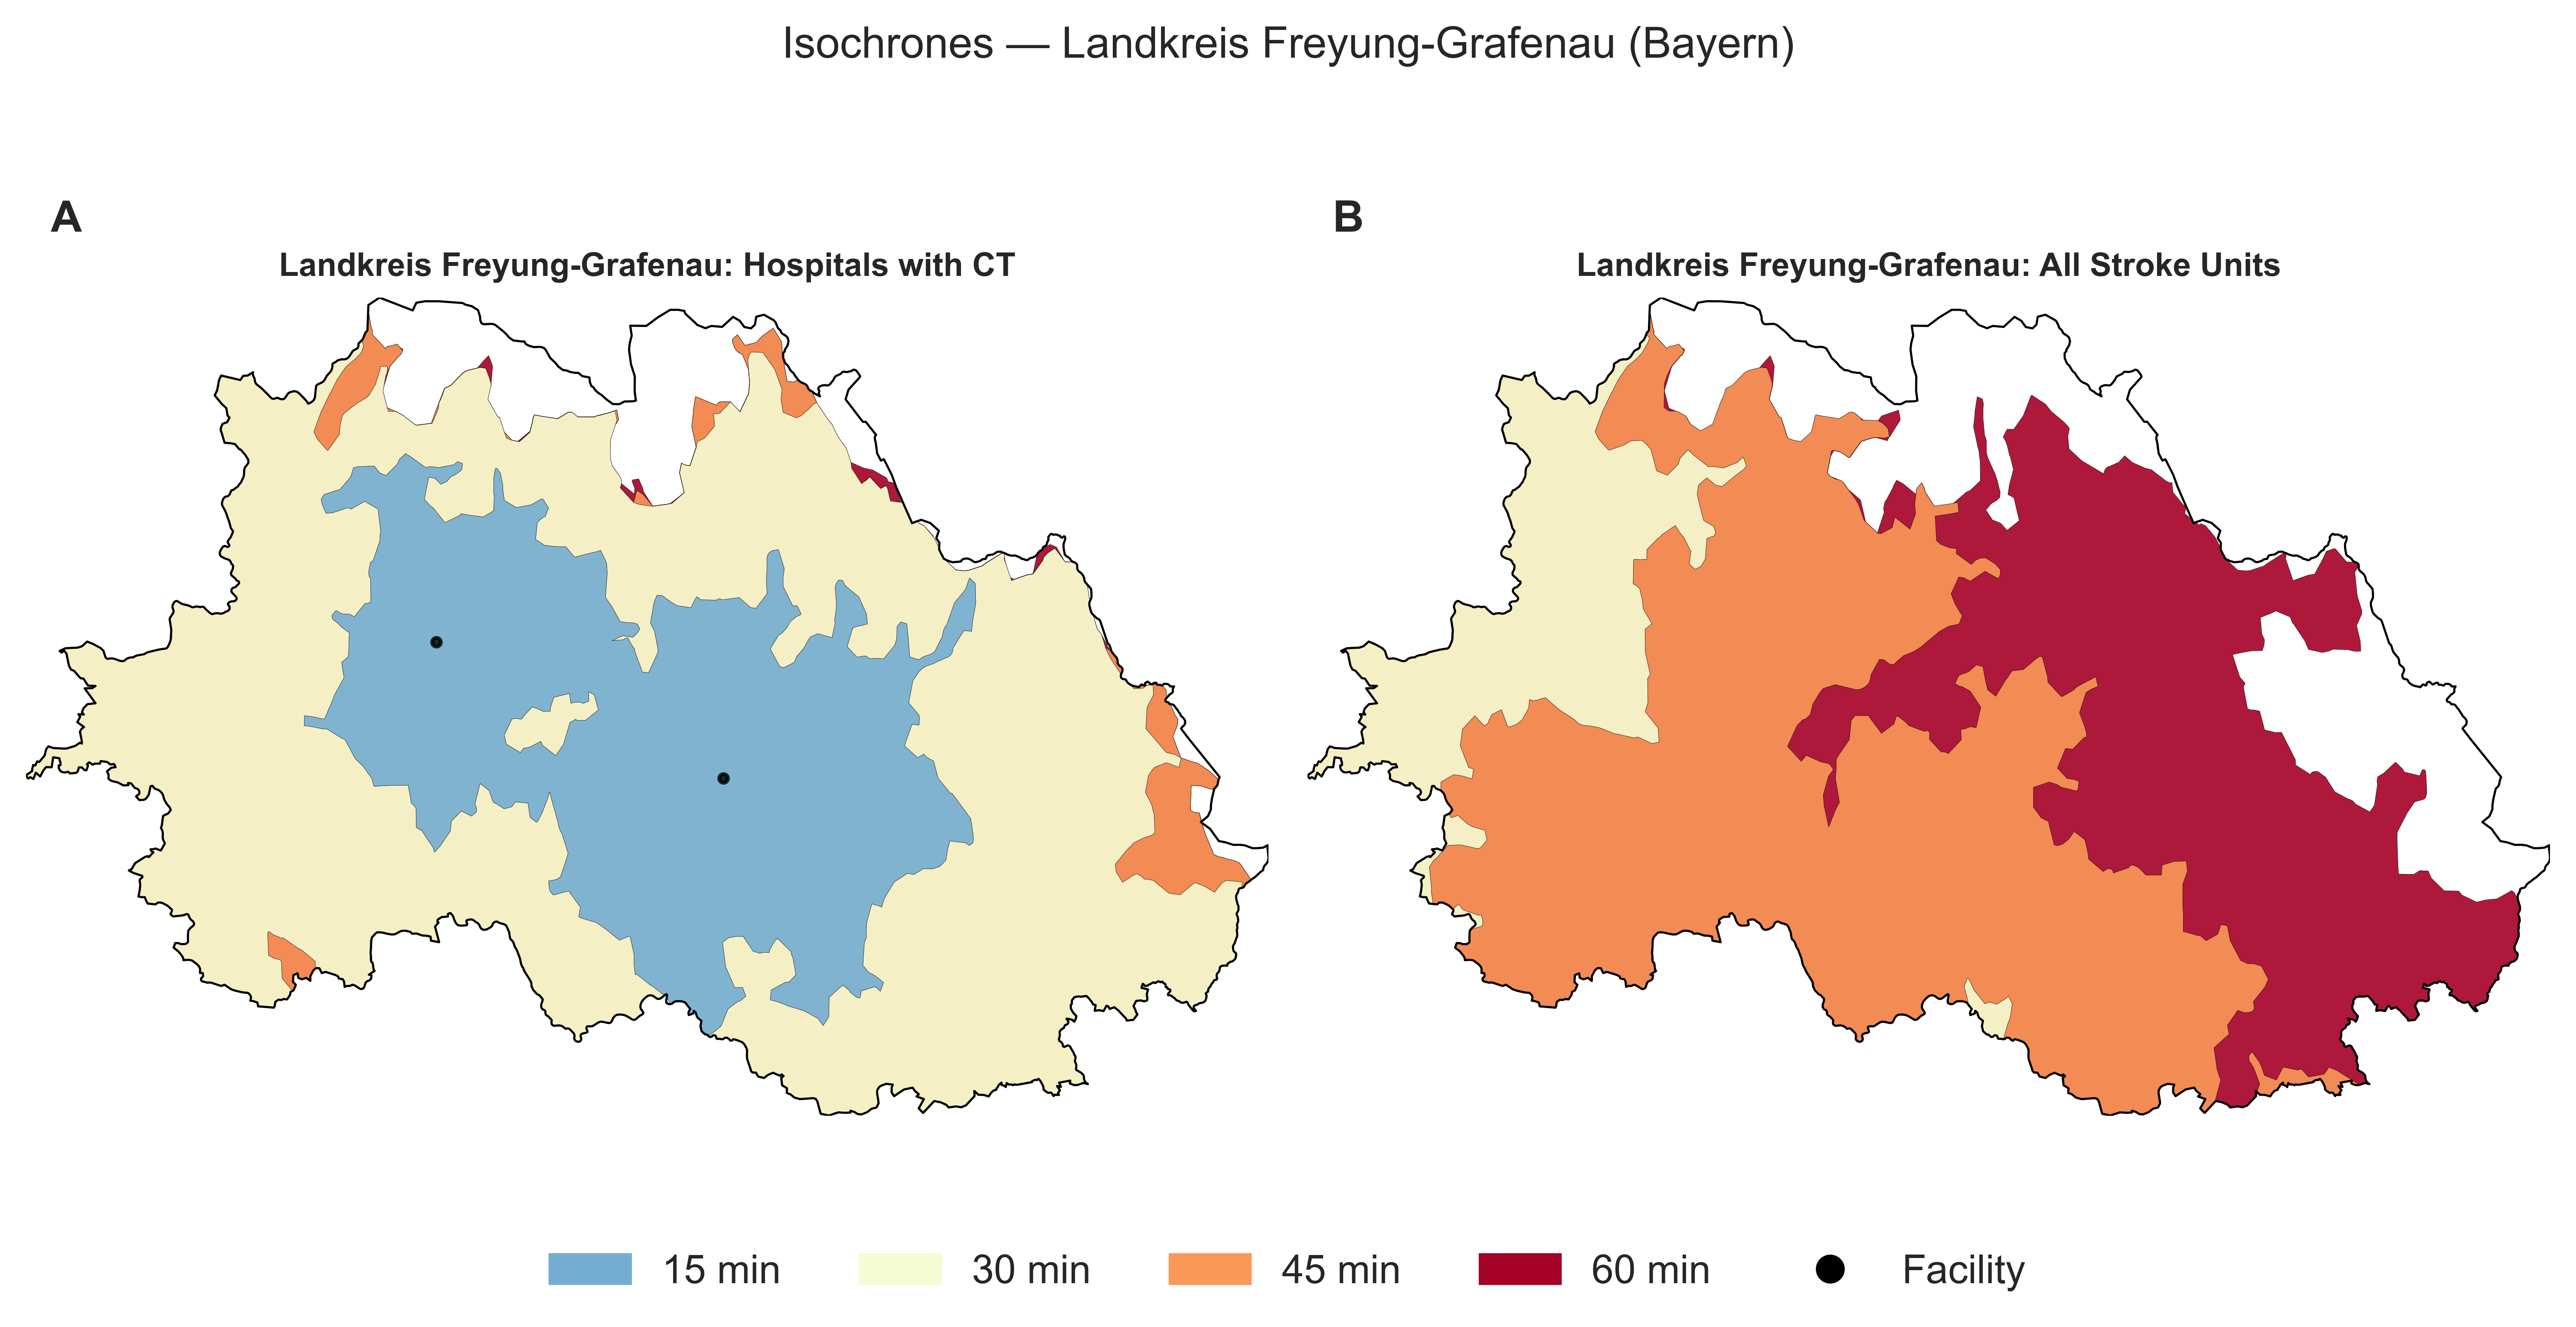 Isochrones — Landkreis Freyung-Grafenau (Bayern)
A
Landkreis Freyung-Grafenau: Hospitals with CT
B
Landkreis Freyung-Grafenau: All Stroke Units
15 min
30 min
45 min
60 min
Facility